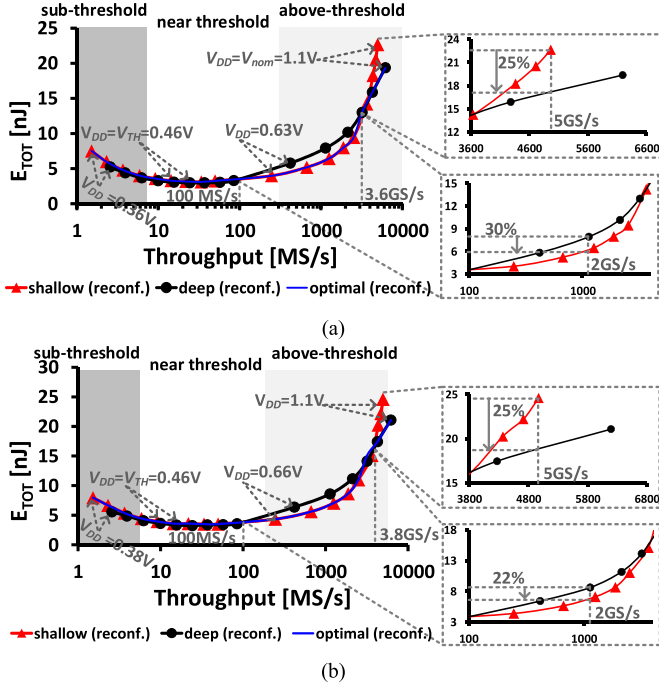 (a)
sub-threshold
near threshold
above-threshold
E_TOT [nJ]
25
20
15
10
5
0
V_DD=V_nom=1.1V
V_DD=V_TH=0.46V
V_DD=0.63V
V_DD=0.36V
100 MS/s
3.6GS/s
1 10 100 1000 10000
Throughput [MS/s]
24
21
18
15
12
25%
5GS/s
3600 4600 5600 6600
15
12
9
6
3
30%
2GS/s
100 1000
shallow (reconf.) deep (reconf.) optimal (reconf.)
(a)
sub-threshold
near threshold
above-threshold
E_TOT [nJ]
30
25
20
15
10
5
0
V_DD=1.1V
V_DD=V_TH=0.46V
V_DD=0.66V
V_DD=0.38V
100MS/s
3.8GS/s
1 10 100 1000 10000
Throughput [MS/s]
25
20
15
25%
5GS/s
3800 4800 5800 6800
18
13
8
3
22%
2GS/s
100 1000
shallow (reconf.) deep (reconf.) optimal (reconf.)
(b)